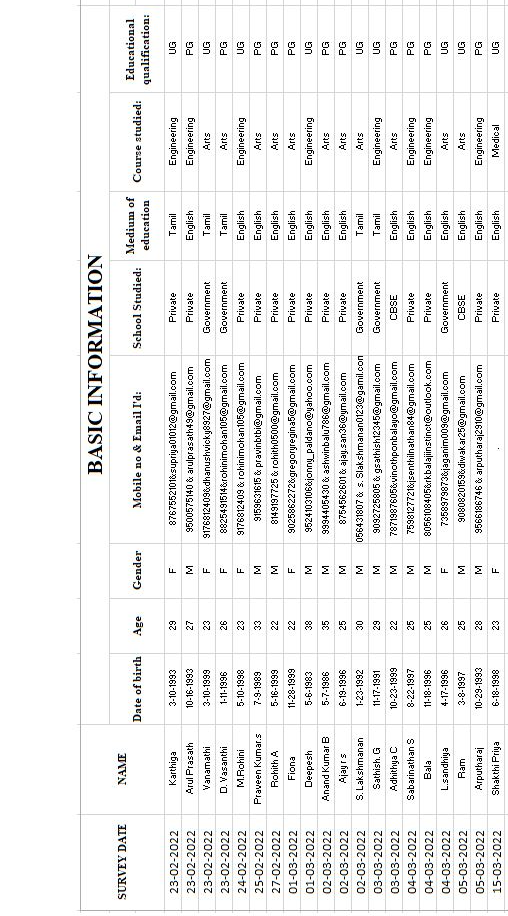 BASIC INFORMATION
SURVEY DATE NAME Date of birth Age Gender Mobile no & Email I'd: School Studied: Medium of education Course studied: Educational qualification:
23-02-2022 Karthiga 3-10-1993 29 F 8767552101&supriya01012@gmail.com Private Tamil Engineering UG
23-02-2022 Arul Prasath 10-16-1993 27 M 9500575140 & arulprasath49@gmail.com Private English Engineering PG
23-02-2022 Vanamathi 3-10-1999 23 F 9176812409&dhanushvicky8927@gmail.com Government Tamil Arts UG
23-02-2022 D. Vasanthi 1-11-1996 26 F 8825491514&rohinimohan105@gmail.com Government Tamil Arts PG
24-02-2022 M.Rohini 5-10-1998 23 F 9176812409 & rohinimohan105@gmail.com Private English Engineering UG
25-02-2022 Praveen Kumar.s 7-9-1989 33 M 9159631615 & pravinbtbi@gmail.com Private English Arts PG
27-02-2022 Rohith A 5-16-1999 22 M 8149197725 & rohith0500@gmail.com Private English Arts PG
01-03-2022 Fiona 11-28-1999 22 F 9025862272&gregoryregina5@gmail.com Private English Arts PG
01-03-2022 Deepesh 5-6-1983 38 M 9524103106&jonny_paldano@yahoo.com Private English Engineering UG
02-03-2022 Anand Kumar B 5-7-1986 35 M 9994405430 & ashwinbalu786@gmail.com Private English Arts PG
02-03-2022 Ajay r s 6-19-1996 25 M 8754562601 & ajay.san36@gmail.com Private English Arts PG
02-03-2022 S. Lakshmanan 1-23-1992 30 M 056431807 & s. Slakshmanan0123@gamil.con Government Tamil Arts UG
03-03-2022 Sathish. G 11-17-1991 29 M 9092725805 & gsathish12345@gmail.com Government Tamil Engineering UG
03-03-2022 Adhithya C 10-23-1999 22 M 7871987605&vinothponbalaji@gmail.com CBSE English Arts PG
04-03-2022 Sabarinathan S 8-22-1997 25 M 7598127721&jsenthilnathan84@gmail.com Private English Engineering PG
04-03-2022 Bala 11-18-1996 25 M 8056108405&rkbalajiinstinct@outlook.com Private English Engineering PG
04-03-2022 L.sandhiya 4-17-1996 26 F 7358979873&jaganm009@gmail.com Government English Arts UG
05-03-2022 Ram 3-8-1997 25 M 9080820159&divakar25@gmail.com CBSE English Arts UG
05-03-2022 Arputharaj 10-29-1993 28 M 9566185746 & arputharaj2910@gmail.com Private English Engineering PG
15-03-2022 Shakthi Priya 6-18-1998 23 F . Private English Medical UG